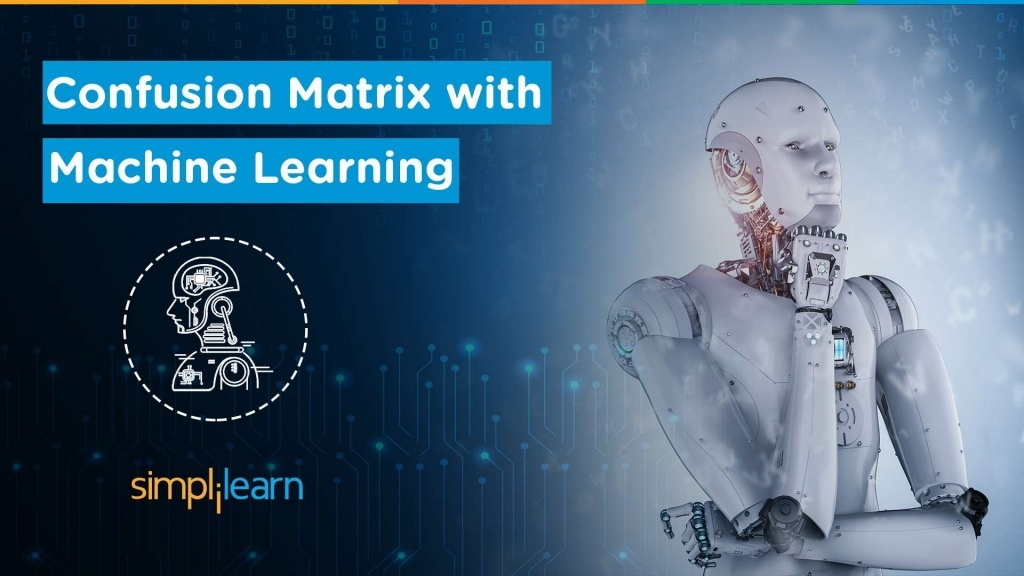 Confusion Matrix with
Machine Learning
simplilearn